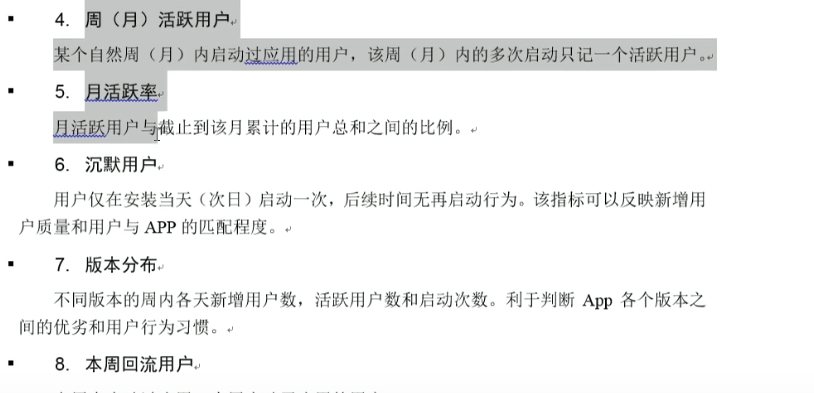 4. 周（月）活跃用户
某个自然周（月）内启动过应用的用户，该周（月）内的多次启动只记一个活跃用户。
5. 月活跃率
月活跃用户与截止到该月累计的用户总和之间的比例。
6. 沉默用户
用户仅在安装当天（次日）启动一次，后续时间无再启动行为。该指标可以反映新增用
户质量和用户与 APP 的匹配程度。
7. 版本分布
不同版本的周内各天新增用户数，活跃用户数和启动次数。利于判断 App 各个版本之
间的优劣和用户行为习惯。
8. 本周回流用户